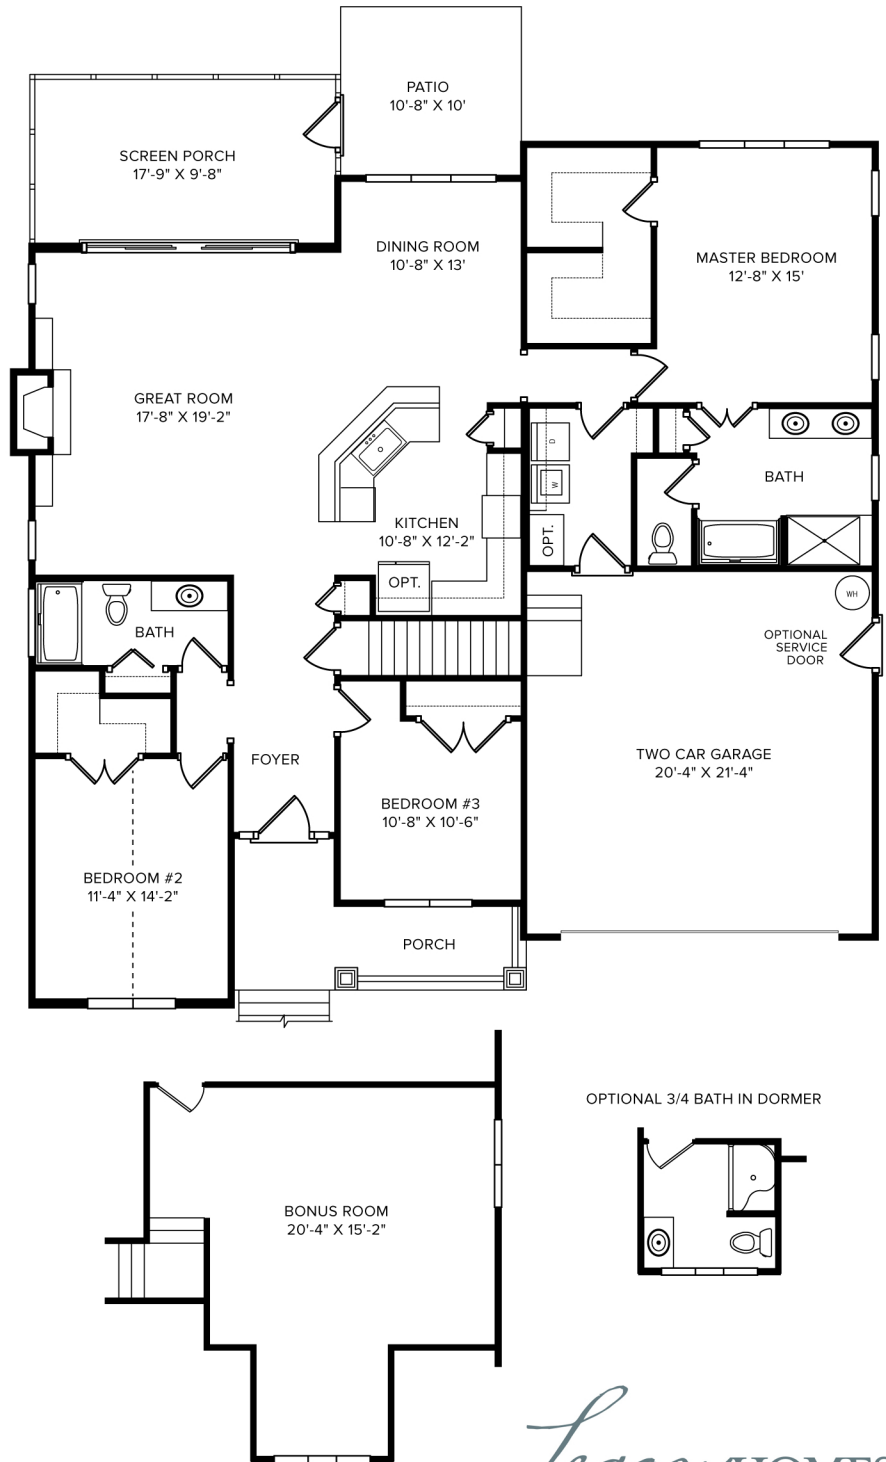 PATIO
10'-8" X 10'
SCREEN PORCH
17'-9" X 9'-8"
DINING ROOM
10'-8" X 13'
MASTER BEDROOM
12'-8" X 15'
GREAT ROOM
17'-8" X 19'-2"
D
W
BATH
KITCHEN
10'-8" X 12'-2"
OPT.
OPT.
WH
BATH
OPTIONAL
SERVICE
DOOR
FOYER
TWO CAR GARAGE
20'-4" X 21'-4"
BEDROOM #3
10'-8" X 10'-6"
BEDROOM #2
11'-4" X 14'-2"
PORCH
OPTIONAL 3/4 BATH IN DORMER
BONUS ROOM
20'-4" X 15'-2"